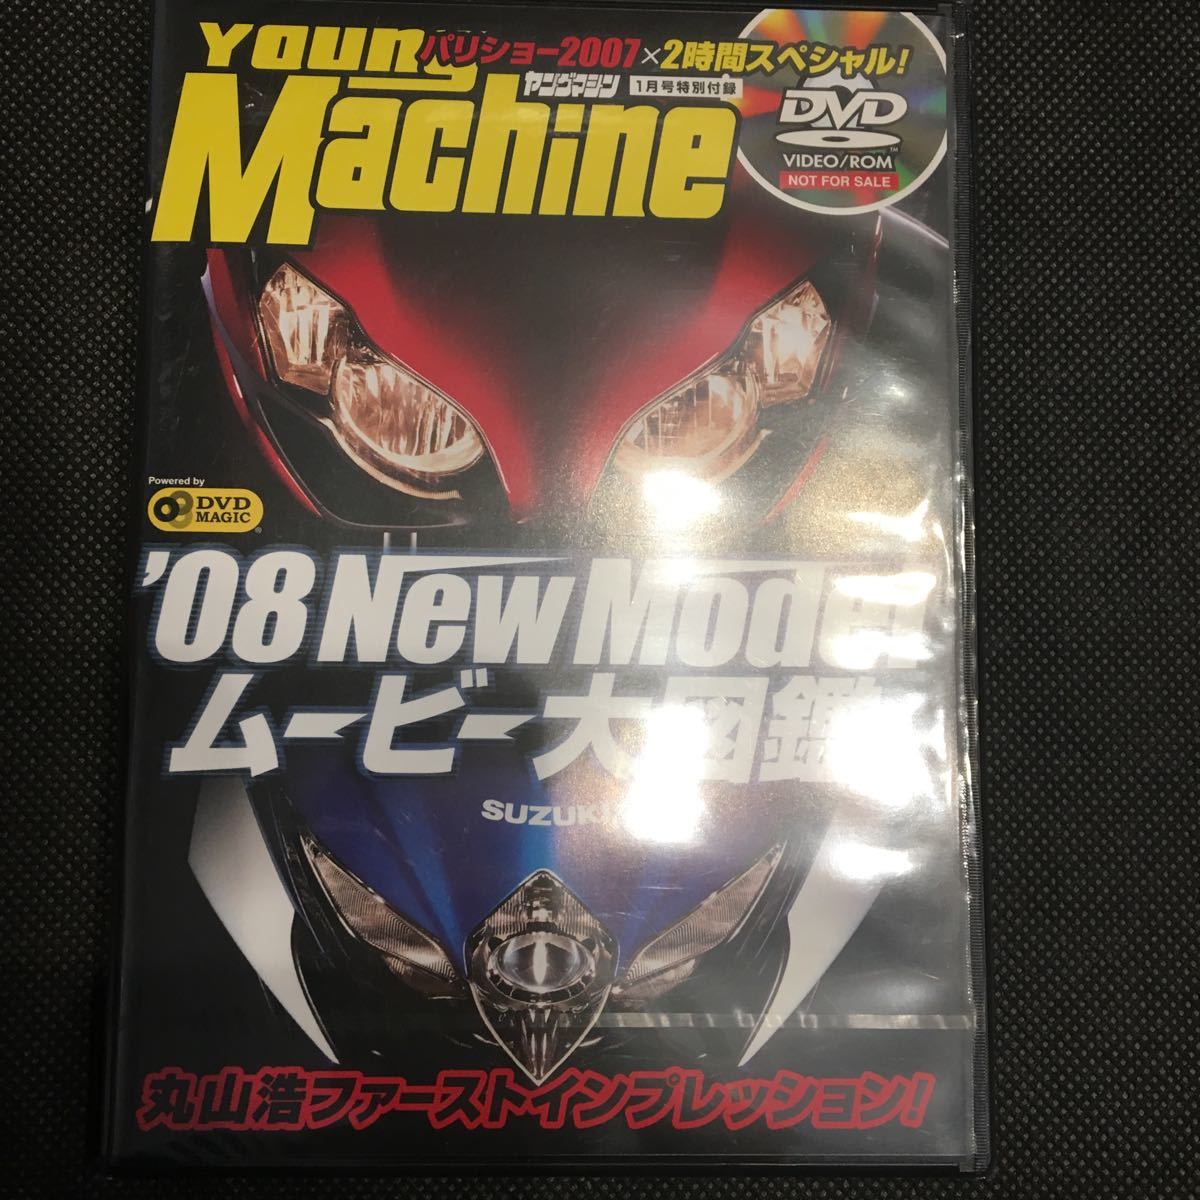 パリショー2007×2時間スペシャル!
Young Machine
ヤングマシン 1月号特別付録
DVD™
VIDEO/ROM
NOT FOR SALE
Powered by
DVD MAGIC®
'08 New Model
ムービー大図鑑
SUZUKI
丸山浩ファーストインプレッション!